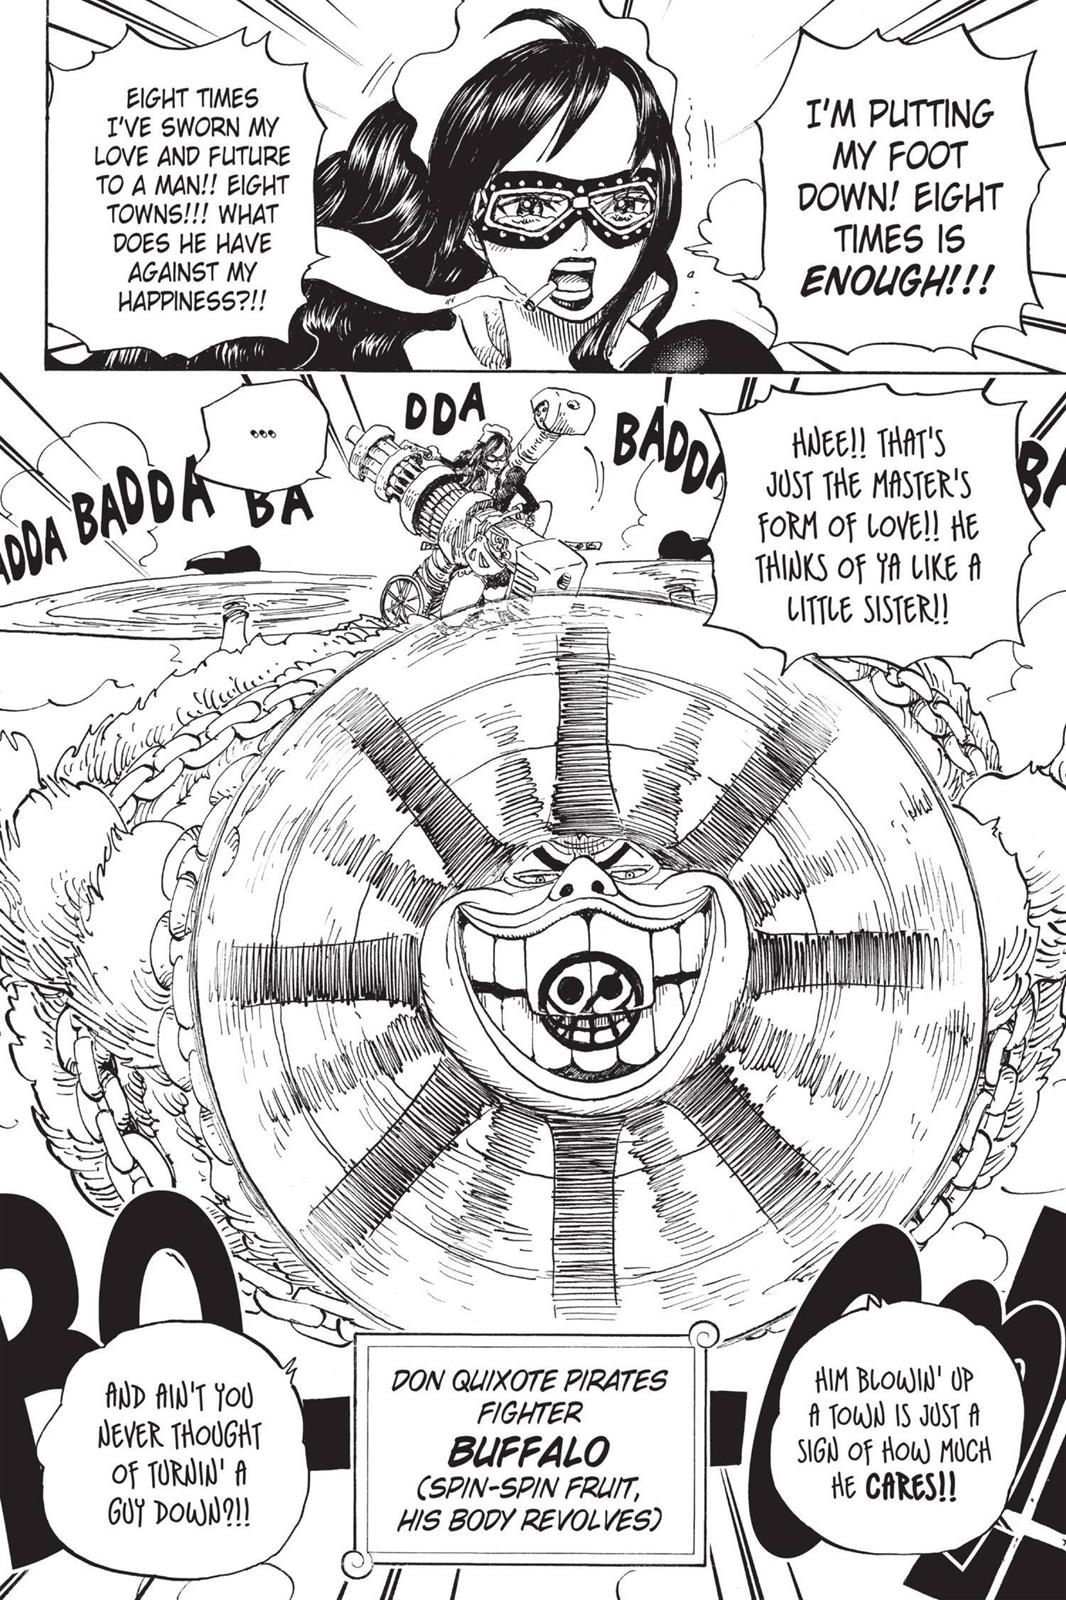 I'M PUTTING
MY FOOT
DOWN! EIGHT
TIMES IS
ENOUGH!!!
EIGHT TIMES
I'VE SWORN MY
LOVE AND FUTURE
TO A MAN!! EIGHT
TOWNS!!! WHAT
DOES HE HAVE
AGAINST MY
HAPPINESS?!!
HNEE!! THAT'S
JUST THE MASTER'S
FORM OF LOVE!! HE
THINKS OF YA LIKE A
LITTLE SISTER!!
...
BADDA
BA
DDA
BADDA
BA
ADDA
HIM BLOWIN' UP
A TOWN IS JUST A
SIGN OF HOW MUCH
HE CARES!!
DON QUIXOTE PIRATES
FIGHTER
BUFFALO
(SPIN-SPIN FRUIT,
HIS BODY REVOLVES)
AND AIN'T YOU
NEVER THOUGHT
OF TURNIN' A
GUY DOWN?!!